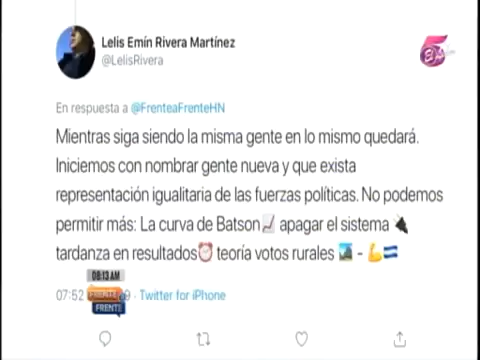 Lelis Emín Rivera Martínez
@LelisRivera
En respuesta a @FrenteaFrenteHN
Mientras siga siendo la misma gente en lo mismo quedará.
Iniciemos con nombrar gente nueva y que exista
representación igualitaria de las fuerzas políticas. No podemos
permitir más: La curva de Batson📈 apagar el sistema 🔌
tardanza en resultados⏰ teoría votos rurales 🏞 - 💪🇭🇳
08:13 AM
07:52 · Twitter for iPhone
FRENTE
FRENTE